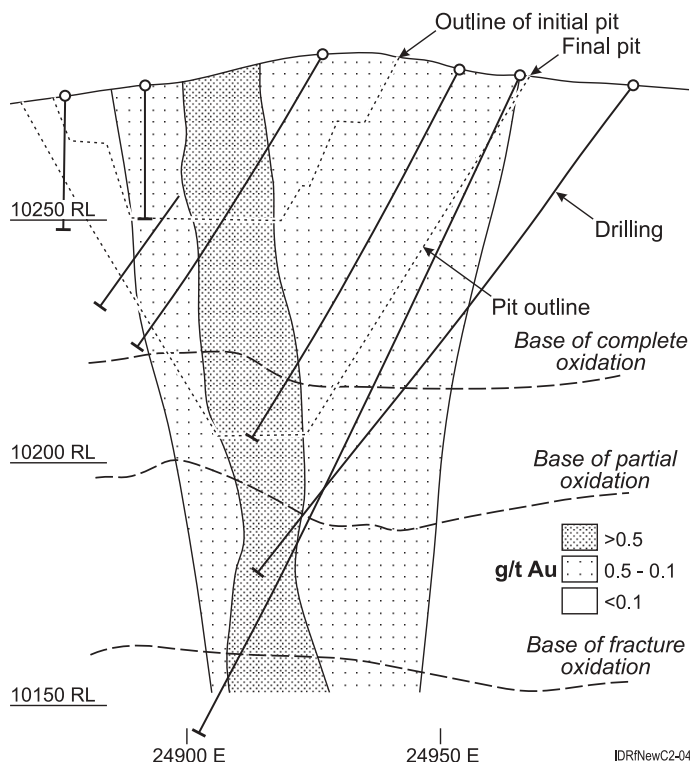 Outline of initial pit
Final pit
10250 RL
Drilling
Pit outline
Base of complete
oxidation
10200 RL
Base of partial
oxidation
g/t Au
>0.5
0.5 - 0.1
<0.1
Base of fracture
oxidation
10150 RL
24900 E
24950 E
IDRfNewC2-04